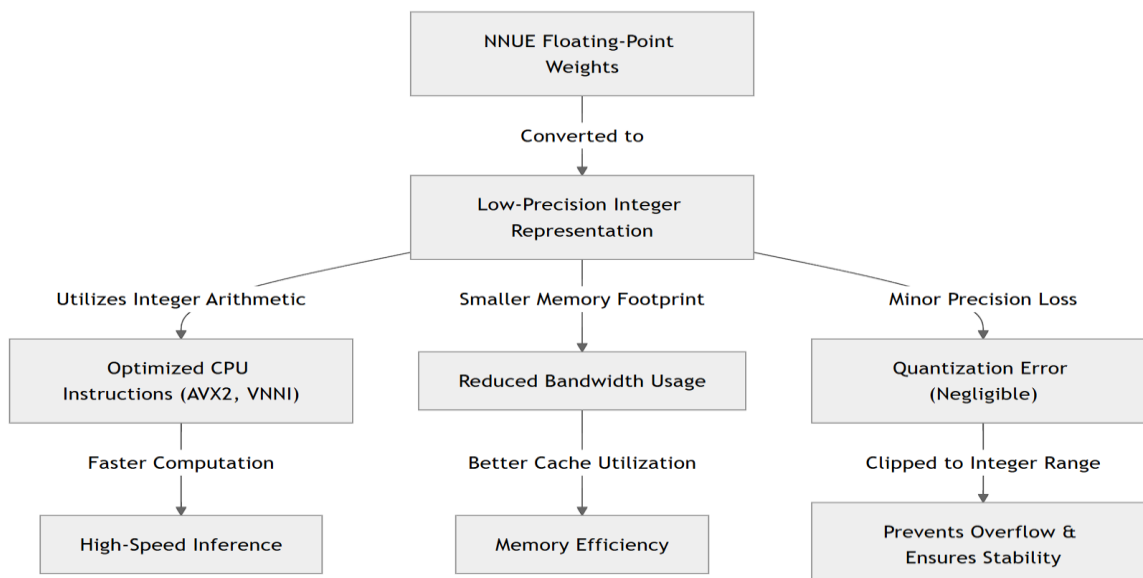 NNUE Floating-Point
Weights
Converted to
Low-Precision Integer
Representation
Utilizes Integer Arithmetic
Smaller Memory Footprint
Minor Precision Loss
Optimized CPU
Instructions (AVX2, VNNI)
Reduced Bandwidth Usage
Quantization Error
(Negligible)
Faster Computation
Better Cache Utilization
Clipped to Integer Range
High-Speed Inference
Memory Efficiency
Prevents Overflow &
Ensures Stability